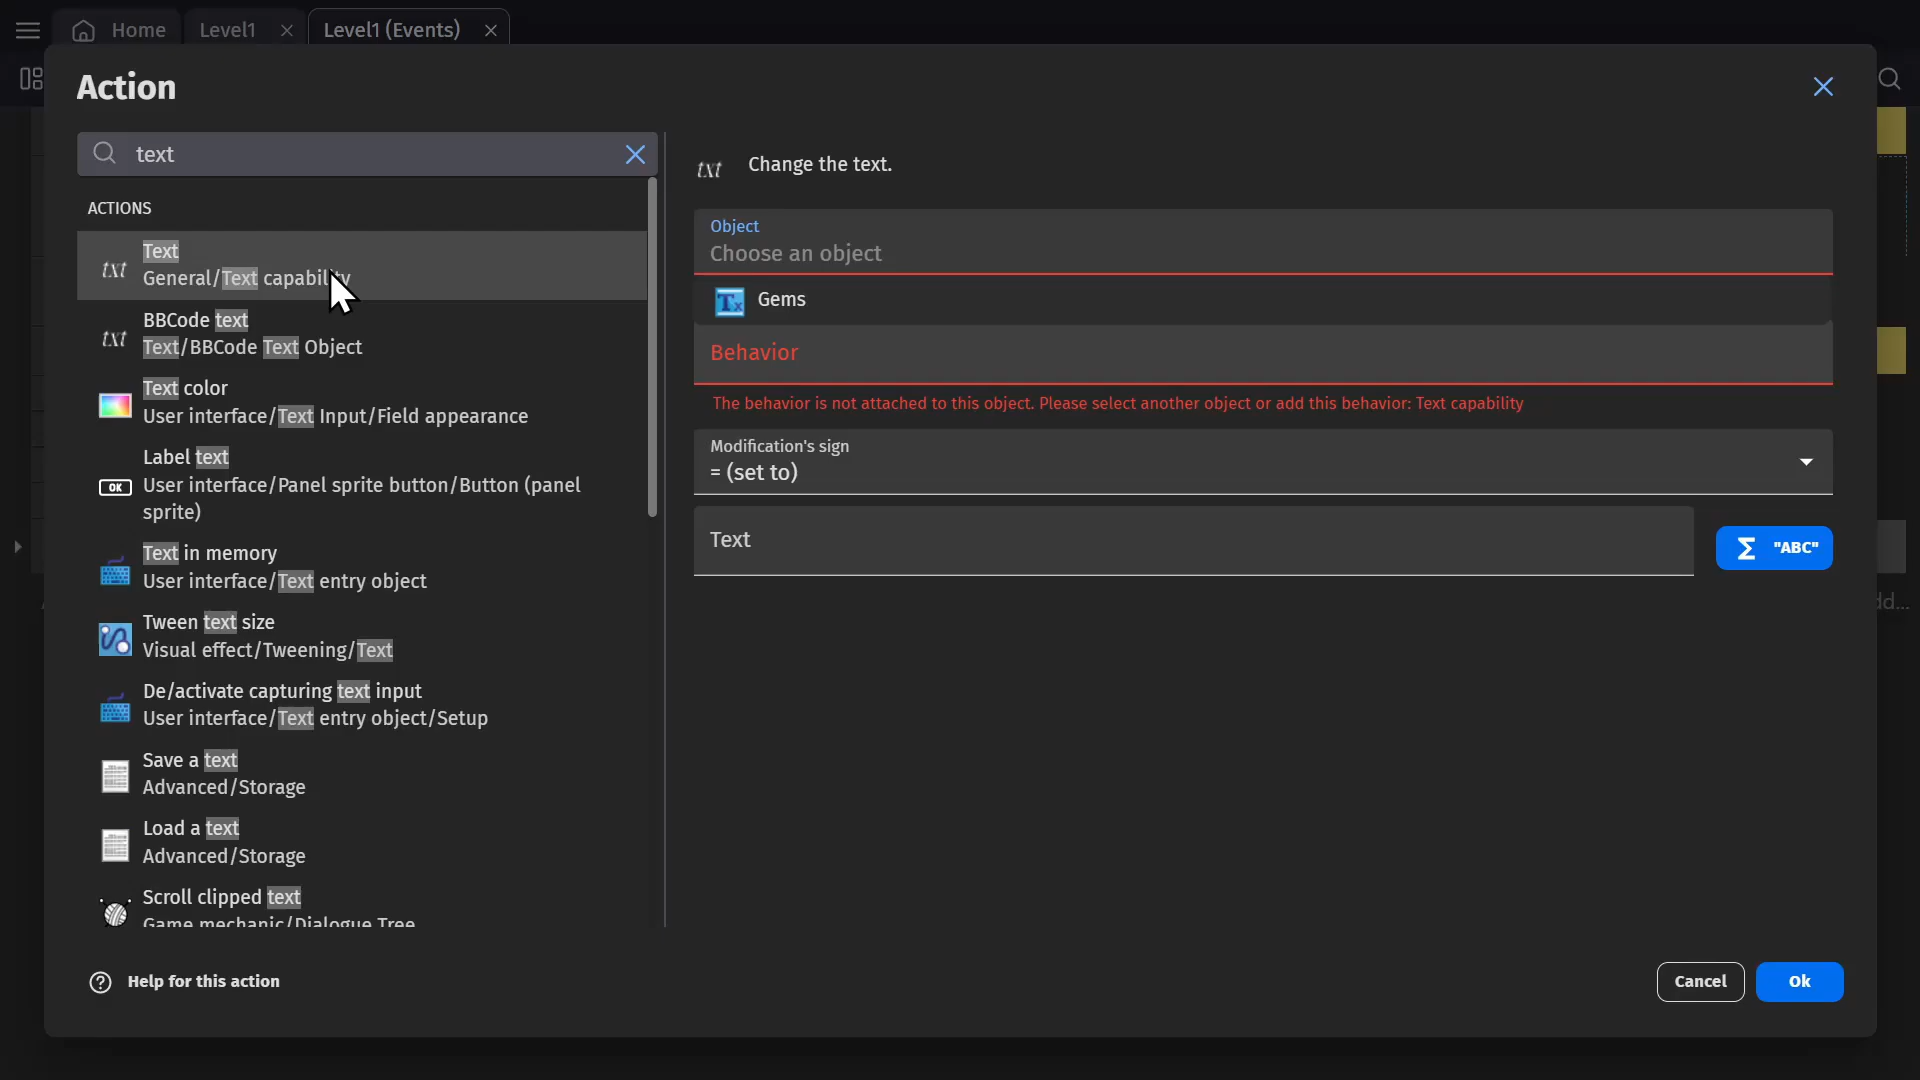 Home
Level1
Level1 (Events)
Action
text
ACTIONS
Text
General/Text capability
BBCode text
Text/BBCode Text Object
Text color
User interface/Text Input/Field appearance
Label text
OK
User interface/Panel sprite button/Button (panel
sprite)
Text in memory
User interface/Text entry object
Tween text size
Visual effect/Tweening/Text
De/activate capturing text input
User interface/Text entry object/Setup
Save a text
Advanced/Storage
Load a text
Advanced/Storage
Scroll clipped text
Game mechanic/Dialogue Tree
txt
txt
txt
Change the text.
Object
Choose an object
Tx
Gems
Behavior
The behavior is not attached to this object. Please select another object or add this behavior: Text capability
Modification's sign
= (set to)
Text
Σ "ABC"
dd...
Help for this action
Cancel
Ok